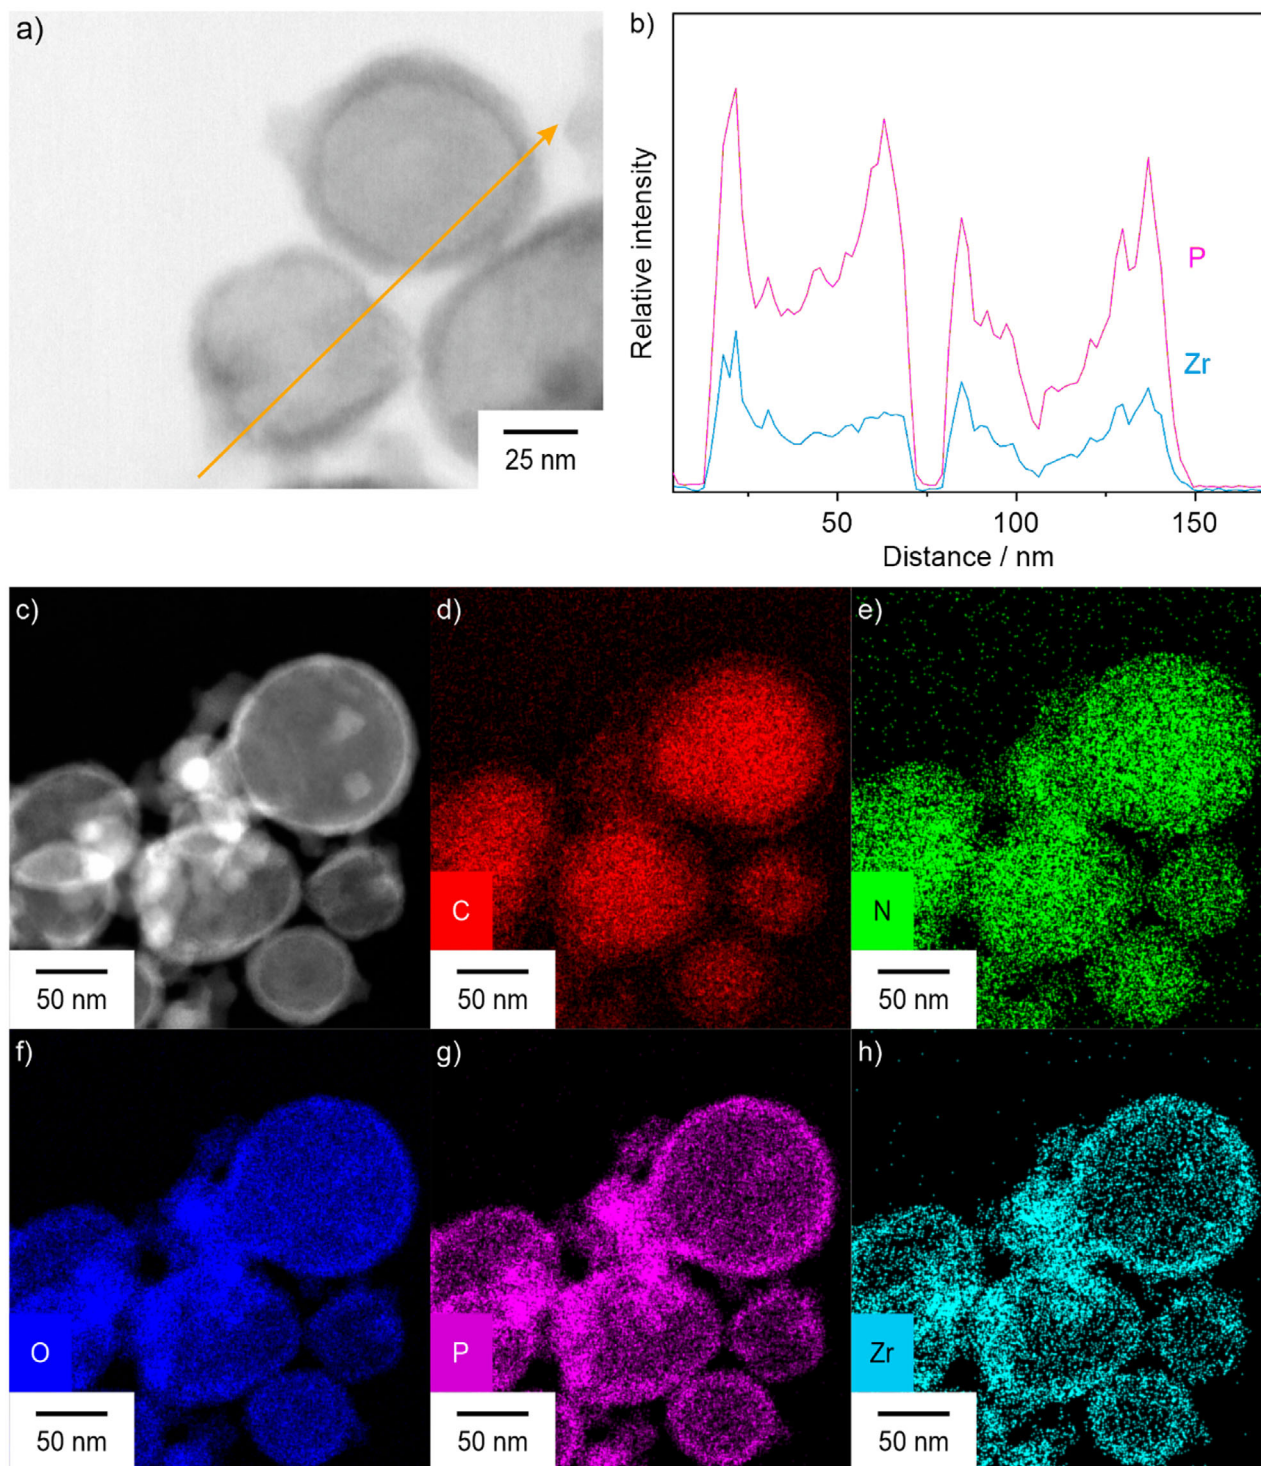 a)
25 nm
b)
Relative intensity
P
Zr
50
100
150
Distance / nm
c)
50 nm
d)
C
50 nm
e)
N
50 nm
f)
O
50 nm
g)
P
50 nm
h)
Zr
50 nm